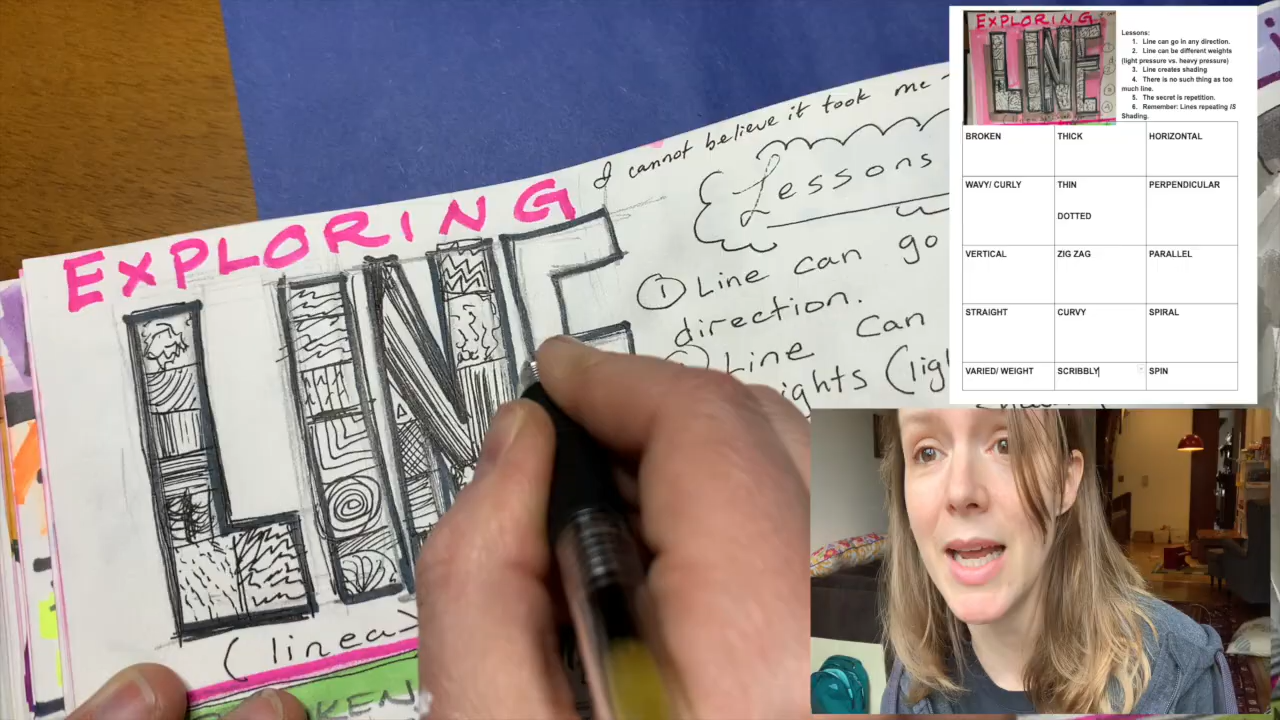 EXPLORING
LINE
(linea)
I cannot believe it took me
Lessons
① Line can go
direction.
Line can
BROKEN
EXPLORING
LINE
Lessons:
1. Line can go in any direction.
2. Line can be different weights
(light pressure vs. heavy pressure)
3. Line creates shading
4. There is no such thing as too
much line.
5. The secret is repetition.
6. Remember: Lines repeating IS
Shading.
BROKEN THICK HORIZONTAL
WAVY/ CURLY THIN PERPENDICULAR
DOTTED
VERTICAL ZIG ZAG PARALLEL
STRAIGHT CURVY SPIRAL
VARIED/ WEIGHT SCRIBBLY SPIN